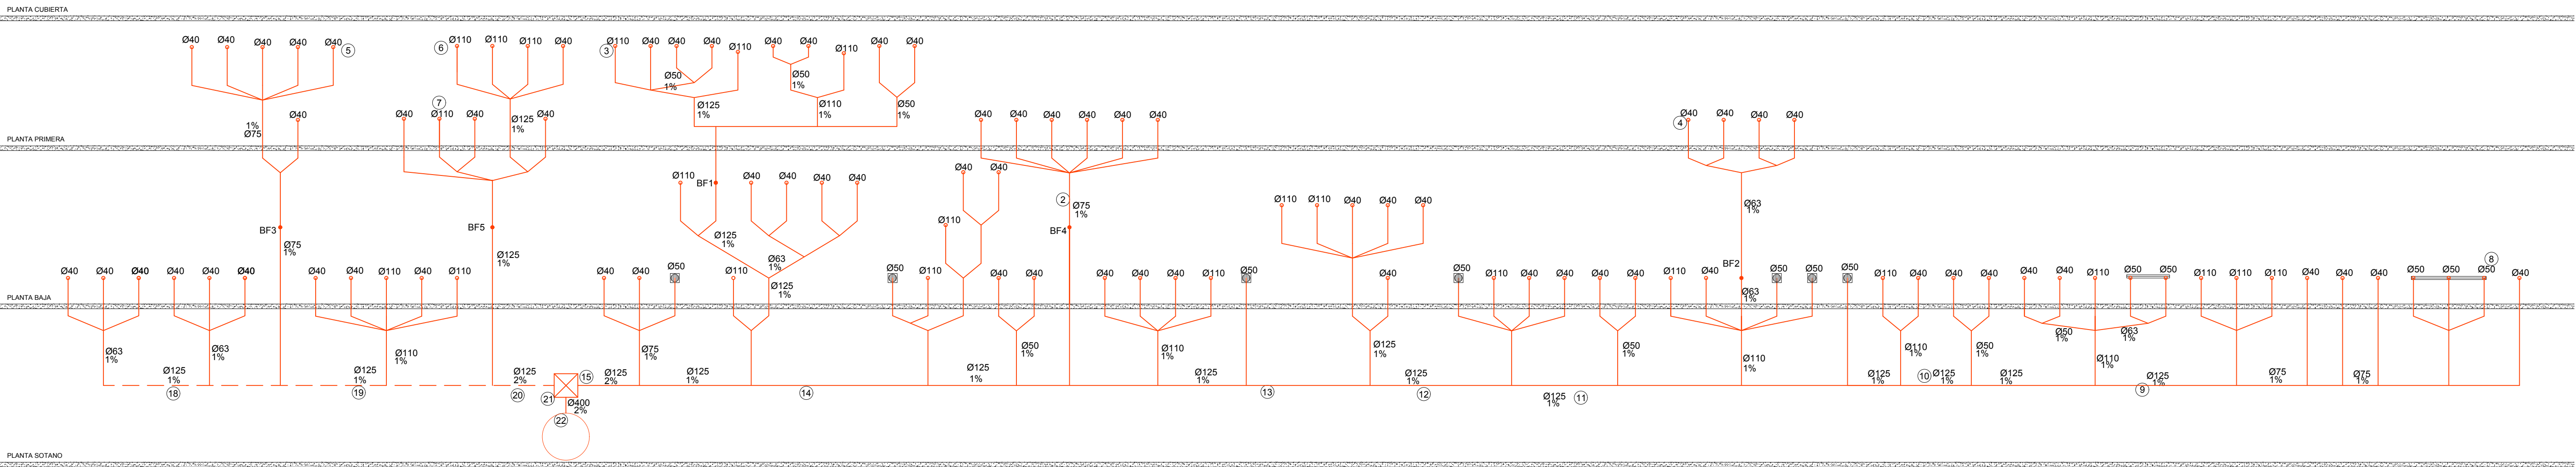 PLANTA CUBIERTA
Ø40 Ø40 Ø40 Ø40 Ø40 5
6 Ø110 Ø110 Ø110 Ø40
3 Ø110 Ø40 Ø40 Ø40 Ø110
Ø40 Ø40 Ø110 Ø40 Ø40
Ø50
1%
Ø50
1%
7
Ø125
1%
Ø110
1%
Ø50
1%
Ø40 Ø110 Ø40
Ø125
1%
Ø40
1%
Ø75
Ø40
Ø40 Ø40 Ø40 Ø40 Ø40 Ø40
4 Ø40 Ø40 Ø40 Ø40
PLANTA PRIMERA
Ø40 Ø40
Ø110 BF1 Ø40 Ø40 Ø40 Ø40
2 Ø75
1%
Ø63
1%
Ø110 Ø110 Ø40 Ø40 Ø40
Ø110
BF3 BF5 BF4
Ø125
1%
Ø75
1%
Ø125
1%
Ø63
1%
BF2
8
Ø40 Ø40 Ø40 Ø40 Ø40 Ø40
Ø40 Ø40 Ø110 Ø40 Ø110
Ø40 Ø40 Ø50
Ø110
Ø125
1%
Ø50 Ø110 Ø40 Ø40
Ø40 Ø40 Ø40 Ø110 Ø50
Ø40
Ø50 Ø110 Ø40 Ø40 Ø40 Ø40
Ø110 Ø40 Ø50 Ø50 Ø50
Ø63
1%
Ø110 Ø40 Ø40 Ø40
Ø40 Ø40 Ø110 Ø50 Ø50
Ø110 Ø110 Ø110 Ø40 Ø40 Ø40
Ø50 Ø50 Ø50 Ø40
PLANTA BAJA
Ø63
1%
Ø63
1%
Ø110
1%
Ø75
1%
Ø50
1%
Ø110
1%
Ø125
1%
Ø50
1%
Ø110
1%
Ø110
1%
Ø50
1%
Ø50
1%
Ø63
1%
Ø110
1%
Ø125
1%
Ø125
1%
Ø125
2%
15
Ø125
2%
Ø125
1%
Ø125
1%
Ø125
1%
Ø125
1%
Ø125
1%
10
Ø125
1%
Ø125
1%
Ø125
1%
Ø75
1%
Ø75
1%
18 19 20 21 14 13 12 11 9
Ø125
1%
Ø400
2%
22
PLANTA SOTANO